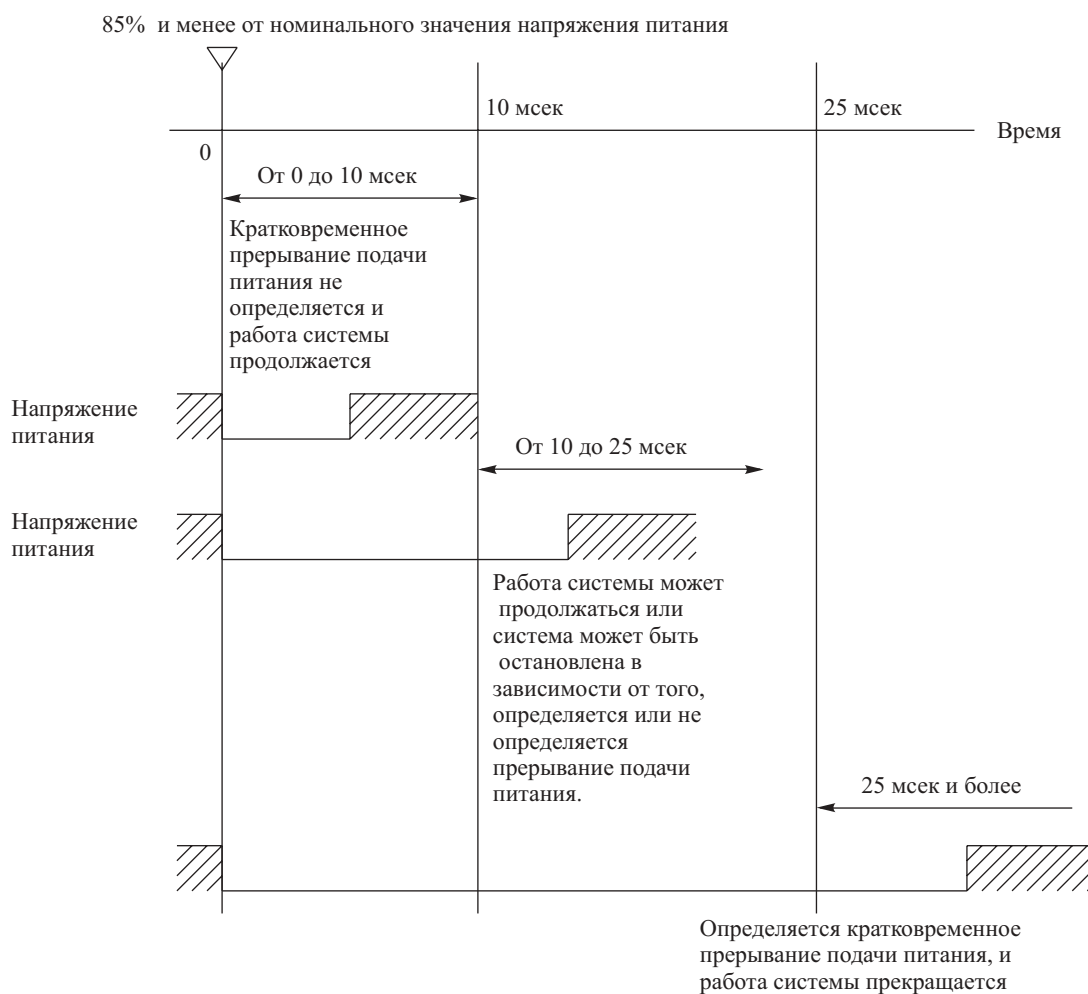 85% и менее от номинального значения напряжения питания
10 мсек
25 мсек
Время
0
От 0 до 10 мсек
Кратковременное
прерывание подачи
питания не
определяется и
работа системы
продолжается
Напряжение
питания
От 10 до 25 мсек
Напряжение
питания
Работа системы может
продолжаться или
система может быть
остановлена в
зависимости от того,
определяется или не
определяется
прерывание подачи
питания.
25 мсек и более
Определяется кратковременное
прерывание подачи питания, и
работа системы прекращается